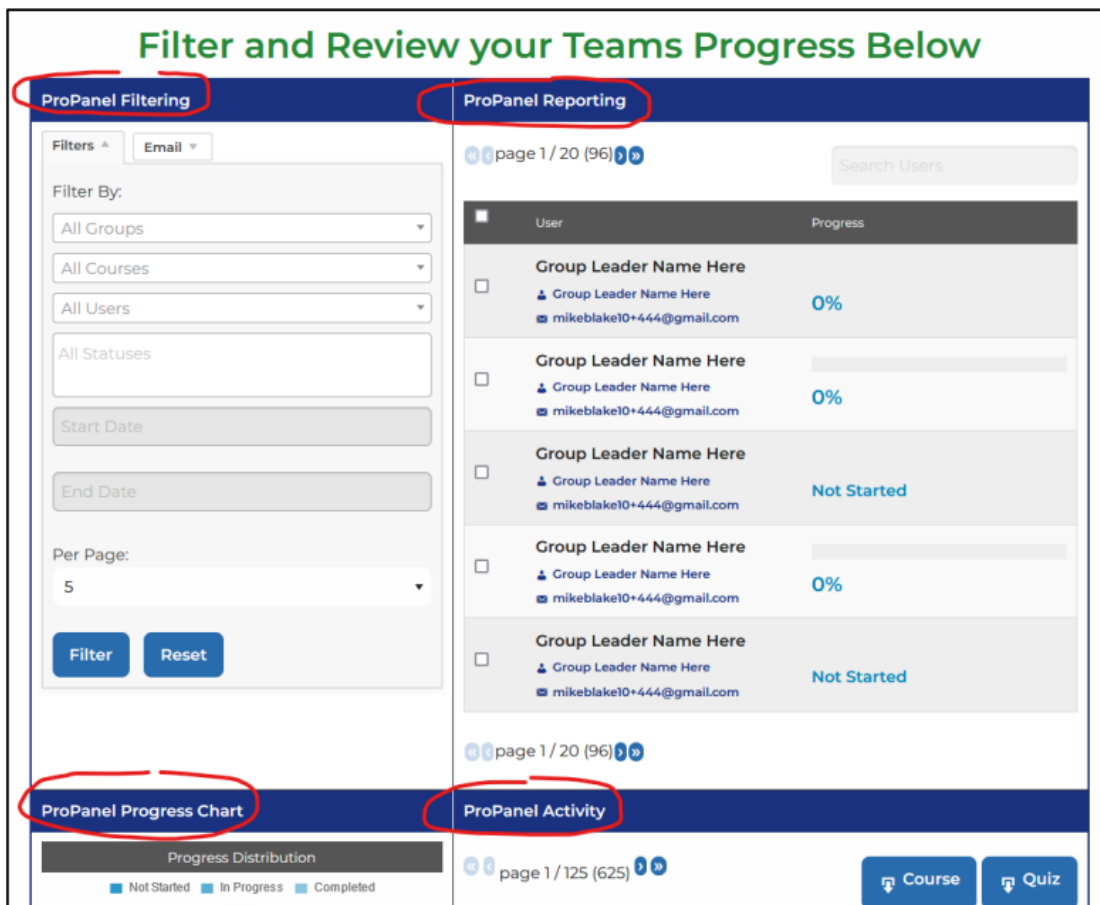 Filter and Review your Teams Progress Below
ProPanel Filtering
Filters
Email
Filter By:
All Groups
All Courses
All Users
All Statuses
Start Date
End Date
Per Page:
5
Filter
Reset
ProPanel Reporting
page 1 / 20 (96)
Search Users
User
Progress
Group Leader Name Here
Group Leader Name Here
mikeblake10+444@gmail.com
0%
Group Leader Name Here
Group Leader Name Here
mikeblake10+444@gmail.com
0%
Group Leader Name Here
Group Leader Name Here
mikeblake10+444@gmail.com
Not Started
Group Leader Name Here
Group Leader Name Here
mikeblake10+444@gmail.com
0%
Group Leader Name Here
Group Leader Name Here
mikeblake10+444@gmail.com
Not Started
page 1 / 20 (96)
ProPanel Progress Chart
Progress Distribution
Not Started
In Progress
Completed
ProPanel Activity
page 1 / 125 (625)
Course
Quiz